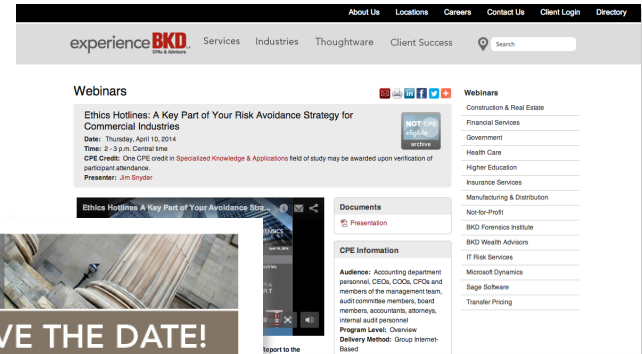 About Us Locations Careers Contact Us Client Login Directory
experience BKD
CPAs & Advisors
Services Industries Thoughtware Client Success
Search
Webinars
Ethics Hotlines: A Key Part of Your Risk Avoidance Strategy for
Commercial Industries
Date: Thursday, April 10, 2014
Time: 2 - 3 p.m. Central time
CPE Credit: One CPE credit in Specialized Knowledge & Applications field of study may be awarded upon verification of
participant attendance.
Presenter: Jim Snyder
NOT CPE
eligible
archive
Ethics Hotlines A Key Part of Your Avoidance Stra...
April 10, 2014
Report to the
VE THE DATE!
Documents
Presentation
CPE Information
Audience: Accounting department
personnel, CEOs, COOs, CFOs and
members of the management team,
audit committee members, board
members, accountants, attorneys,
internal audit personnel
Program Level: Overview
Delivery Method: Group Internet-
Based
Webinars
Construction & Real Estate
Financial Services
Government
Health Care
Higher Education
Insurance Services
Manufacturing & Distribution
Not-for-Profit
BKD Forensics Institute
BKD Wealth Advisors
IT Risk Services
Microsoft Dynamics
Sage Software
Transfer Pricing